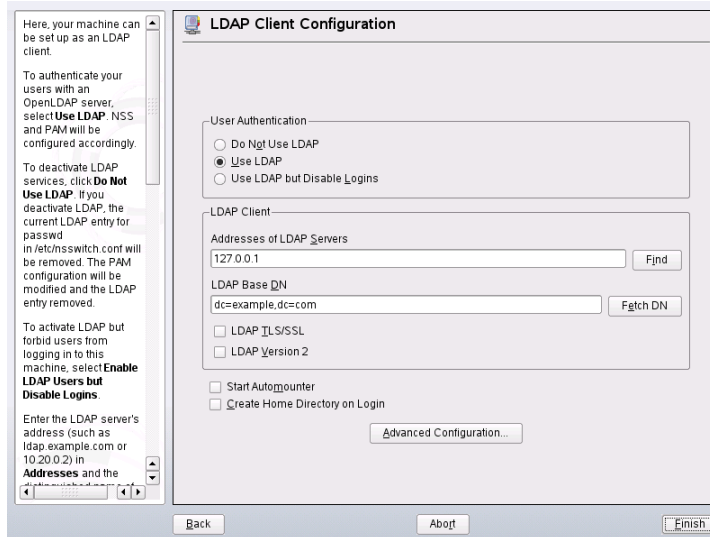 Here, your machine can
be set up as an LDAP
client.
To authenticate your
users with an
OpenLDAP server,
select Use LDAP. NSS
and PAM will be
configured accordingly.
To deactivate LDAP
services, click Do Not
Use LDAP. If you
deactivate LDAP, the
current LDAP entry for
passwd
in /etc/nsswitch.conf will
be removed. The PAM
configuration will be
modified and the LDAP
entry removed.
To activate LDAP but
forbid users from
logging in to this
machine, select Enable
LDAP Users but
Disable Logins.
Enter the LDAP server's
address (such as
ldap.example.com or
10.20.0.2) in
Addresses and the
LDAP Client Configuration
User Authentication
Do Not Use LDAP
Use LDAP
Use LDAP but Disable Logins
LDAP Client
Addresses of LDAP Servers
127.0.0.1
Find
LDAP Base DN
dc=example,dc=com
Fetch DN
LDAP TLS/SSL
LDAP Version 2
Start Automounter
Create Home Directory on Login
Advanced Configuration...
Back
Abort
Finish